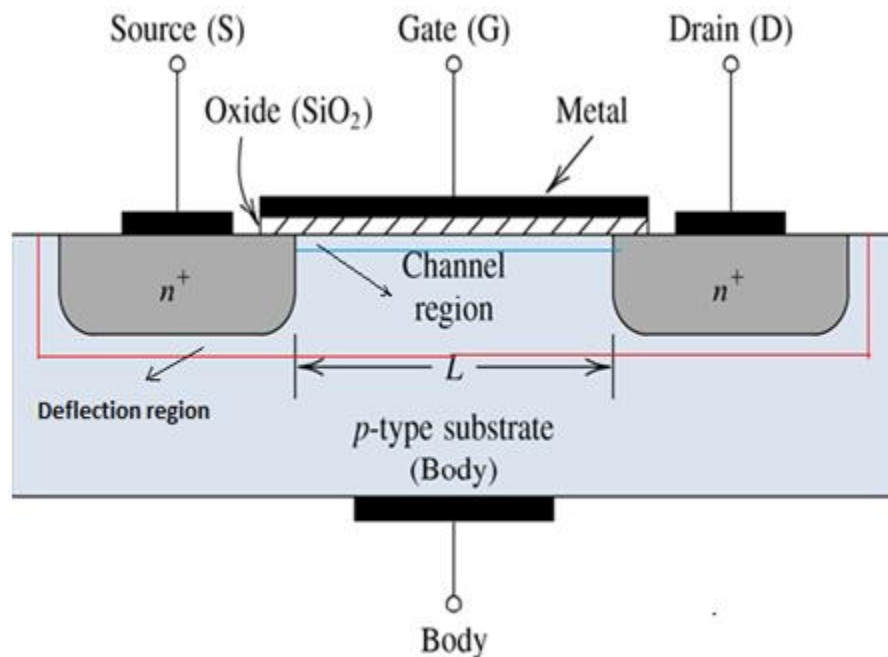 Source (S)
Gate (G)
Drain (D)
Oxide (SiO₂)
Metal
n⁺
Channel
region
n⁺
L
Deflection region
p-type substrate
(Body)
Body